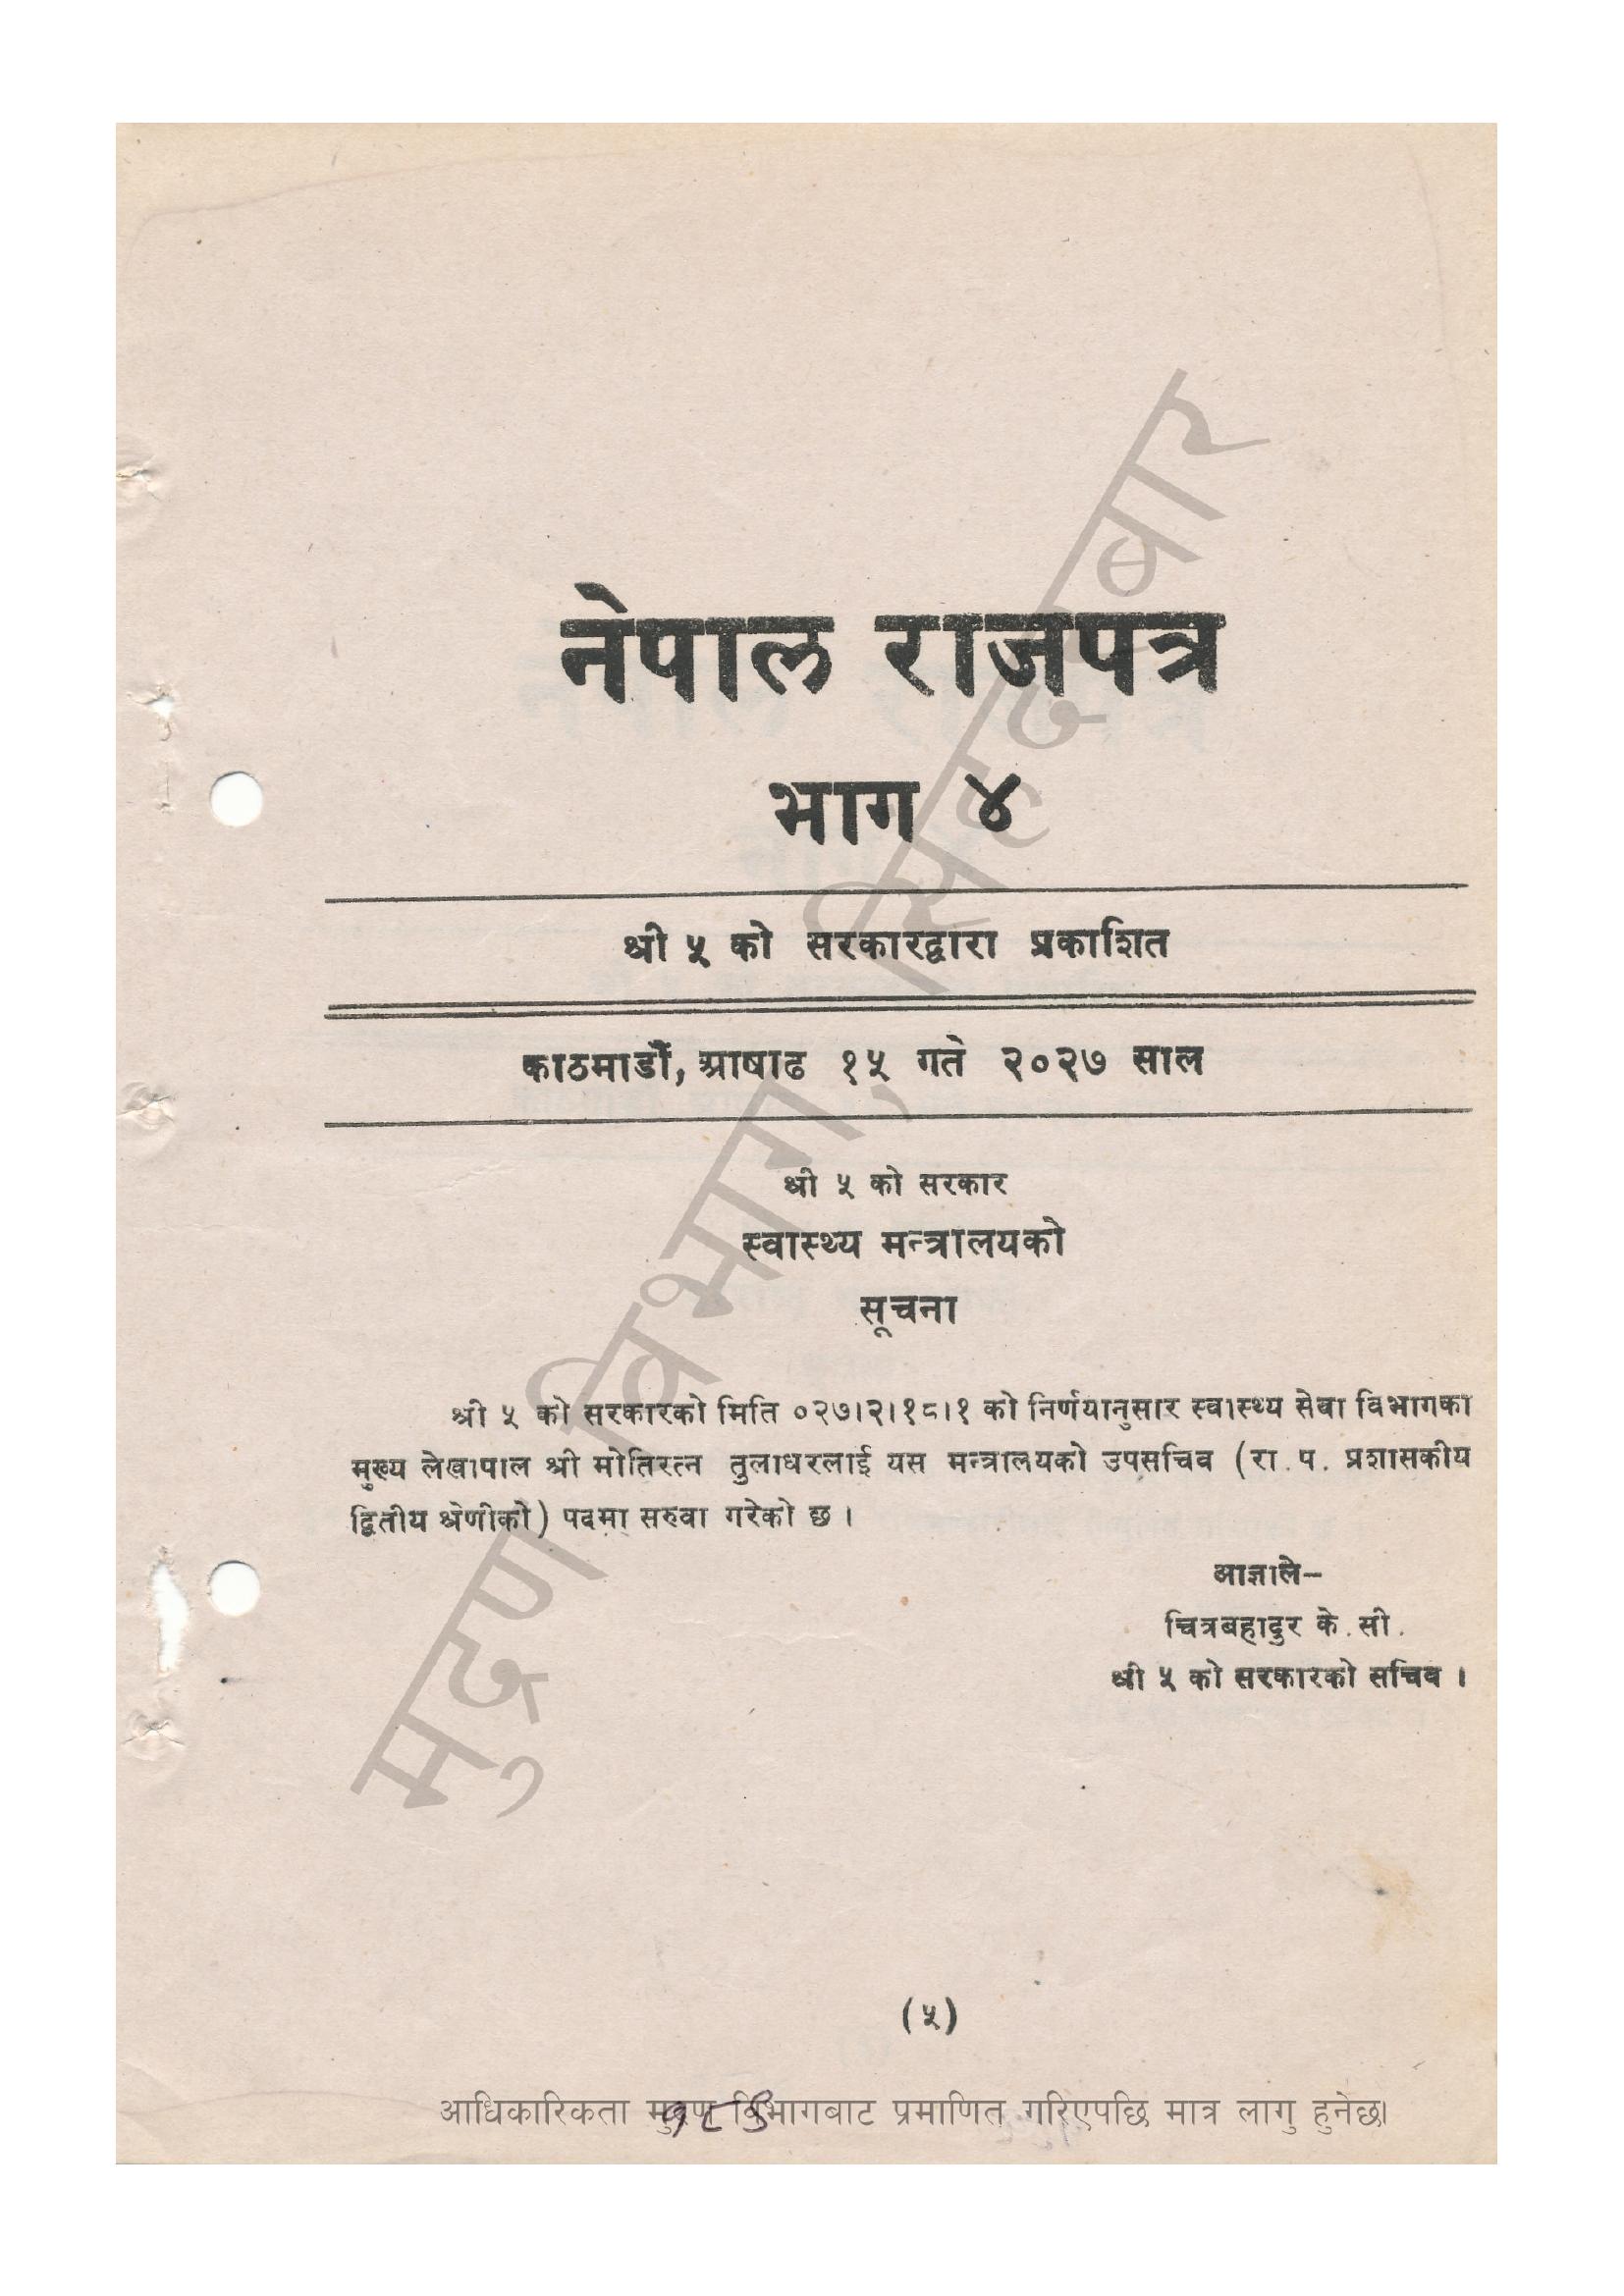 नेपाल राजपत्र
भाग ४
श्री ५ को सरकारद्वारा प्रकाशित
काठमाडौं, आषाढ १५ गते २०२७ साल
श्री ५ को सरकार
स्वास्थ्य मन्त्रालयको
सूचना
श्री ५ को सरकारको मिति ०२७।२।१८।१ को निर्णयानुसार स्वास्थ्य सेवा विभागका
मुख्य लेखापाल श्री मोतिरत्न तुलाधरलाई यस मन्त्रालयको उपसचिव (रा. प. प्रशासकीय
द्वितीय श्रेणीको) पदमा सरुवा गरेको छ ।
आज्ञाले–
चित्रबहादुर के. सी.
श्री ५ को सरकारको सचिव ।
(५)
आधिकारिकता मुद्रण विभागबाट प्रमाणित गरिएपछि मात्र लागु हुनेछ।
मुद्रण विभाग, सिंहदरबार